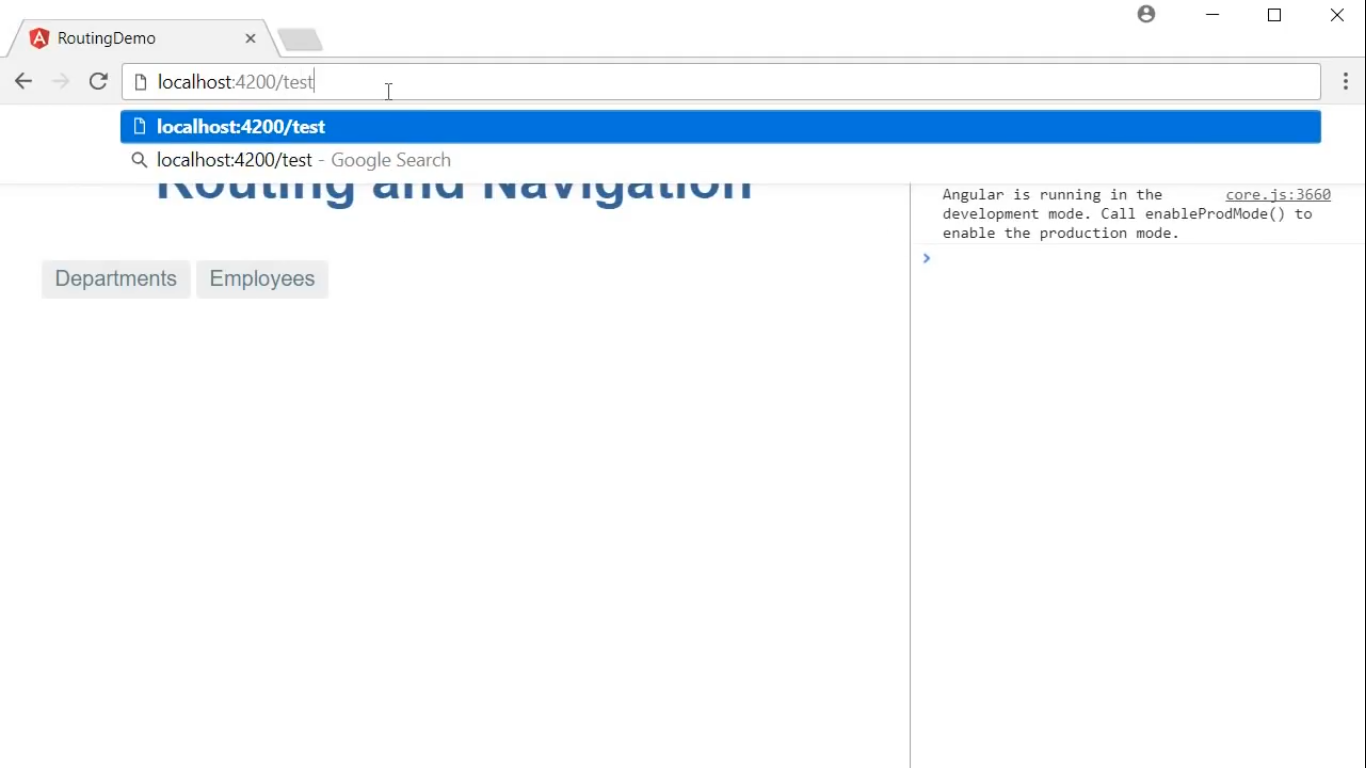 RoutingDemo
localhost:4200/test
localhost:4200/test
localhost:4200/test - Google Search
Routing and Navigation
Departments Employees
Angular is running in the core.js:3660
development mode. Call enableProdMode() to
enable the production mode.